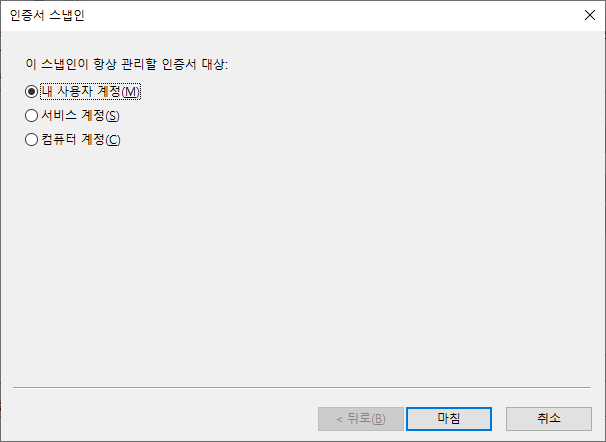 인증서 스냅인
이 스냅인이 항상 관리할 인증서 대상:
내 사용자 계정(M)
서비스 계정(S)
컴퓨터 계정(C)
< 뒤로(B)
마침
취소